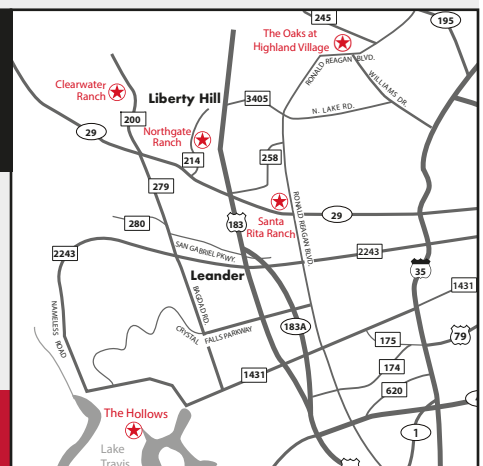 245
195
The Oaks at
Highland Village
RONALD REAGAN BLVD.
WILLIAMS DR.
Clearwater
Ranch
Liberty Hill
3405
N. LAKE RD.
200
29
Northgate
Ranch
214
258
279
RONALD REAGAN BLVD.
Santa
Rita Ranch
29
280
183
SAN GABRIEL PKWY.
2243
2243
Leander
35
1431
NAMELESS ROAD
BAGDAD RD.
CRYSTAL FALLS PARKWAY
183A
175
79
174
1431
620
The Hollows
1
Lake
Travis